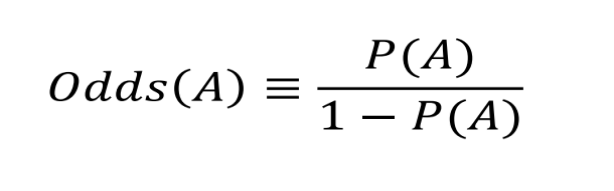 Odds(A) ≡ P(A) / 1 − P(A)